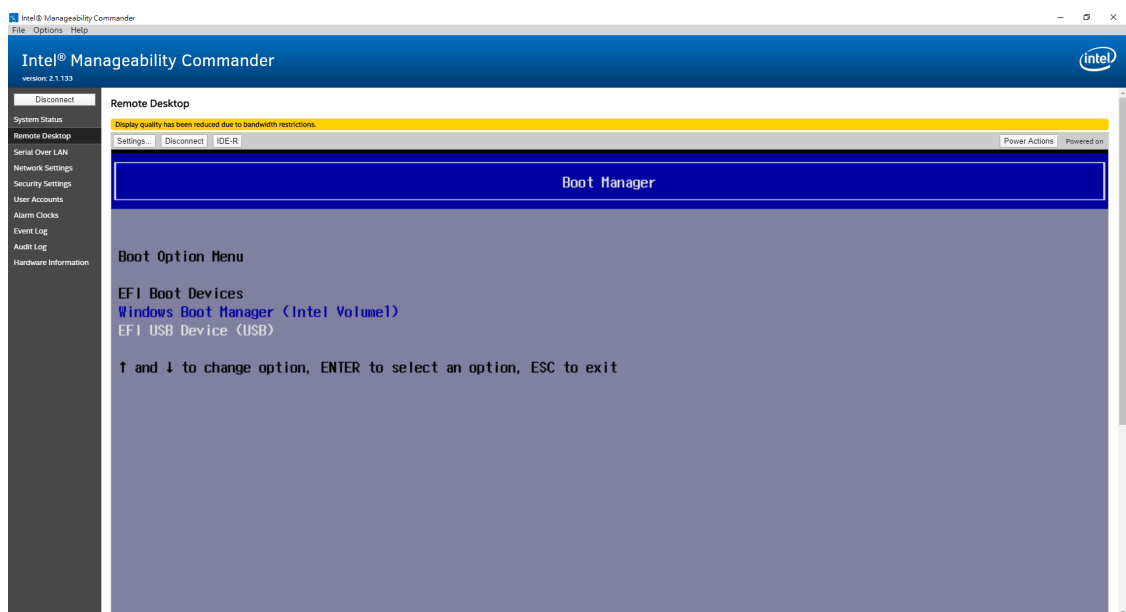 Intel® Manageability Commander
File Options Help
Intel® Manageability Commander
version: 2.1.133
intel
Disconnect
System Status
Remote Desktop
Serial Over LAN
Network Settings
Security Settings
User Accounts
Alarm Clocks
Event Log
Audit Log
Hardware Information
Remote Desktop
Display quality has been reduced due to bandwidth restrictions.
Settings... Disconnect IDE-R Power Actions Powered on
Boot Manager
Boot Option Menu
EFI Boot Devices
Windows Boot Manager (Intel Volume1)
EFI USB Device (USB)
↑ and ↓ to change option, ENTER to select an option, ESC to exit